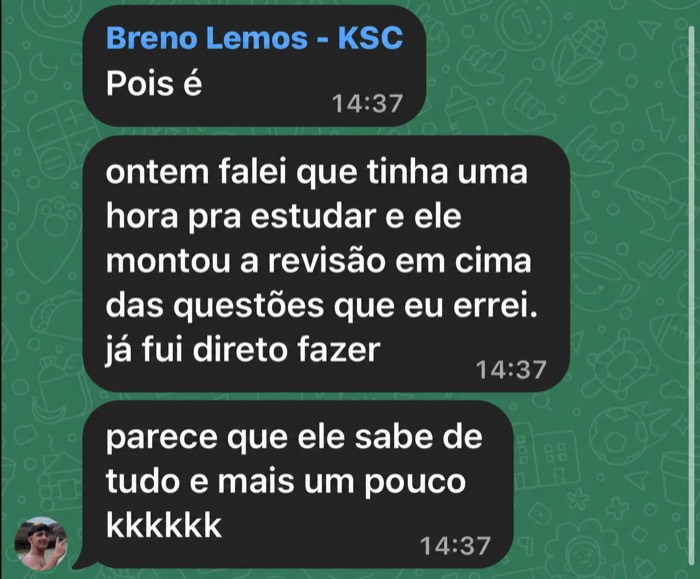 Breno Lemos - KSC
Pois é
14:37
ontem falei que tinha uma
hora pra estudar e ele
montou a revisão em cima
das questões que eu errei.
já fui direto fazer
14:37
parece que ele sabe de
tudo e mais um pouco
kkkkkk
14:37